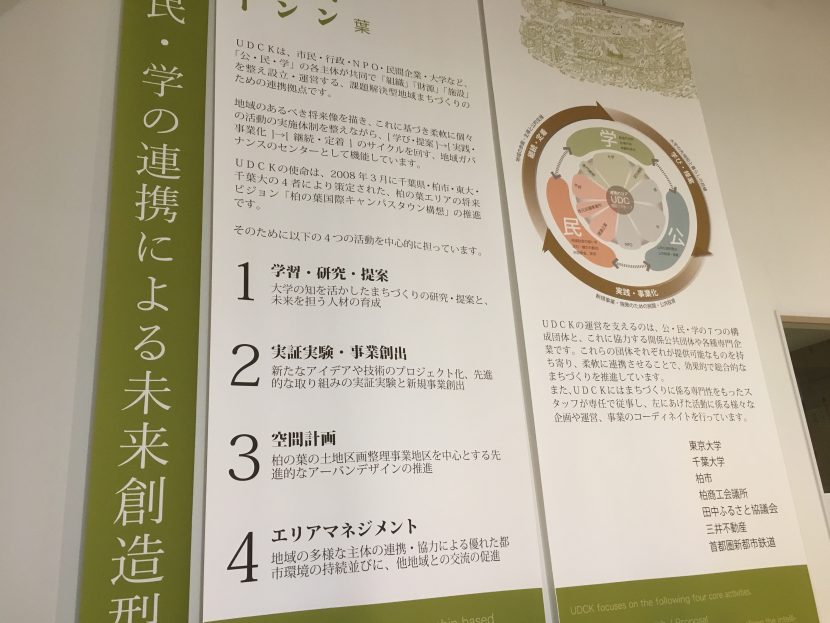 民・学の連携による未来創造型
葉
UDCKは、市民・行政・NPO・民間企業・大学など、
「公・民・学」の各主体が共同で「組織」「財源」「施設」
を整え設立・運営する、課題解決型地域まちづくりの
ための連携拠点です。
地域のあるべき将来像を描き、これに基づき柔軟に個々
の活動の実施体制を整えながら、[学び・提案]→[実践・
事業化]→[継続・定着]のサイクルを回す、地域ガバ
ナンスのセンターとして機能しています。
UDCKの使命は、2008年3月に千葉県・柏市・東大・
千葉大の4者により策定された、柏の葉エリアの将来
ビジョン「柏の葉国際キャンパスタウン構想」の推進
です。
そのために以下の4つの活動を中心的に担っています。
1 学習・研究・提案
大学の知を活かしたまちづくりの研究・提案と、
未来を担う人材の育成
2 実証実験・事業創出
新たなアイデアや技術のプロジェクト化、先進
的な取り組みの実証実験と新規事業創出
3 空間計画
柏の葉の土地区画整理事業地区を中心とする先
進的なアーバンデザインの推進
4 エリアマネジメント
地域の多様な主体の連携・協力による優れた都
市環境の持続並びに、他地域との交流の促進
継続・定着
学び・提案
学
UDC
民
公
NPO
実践・事業化
UDCKの運営を支えるのは、公・民・学の7つの構
成団体と、これに協力する関係公共団体や各種専門企
業です。これらの団体それぞれが提供可能なものを持
ち寄り、柔軟に連携させることで、効果的で総合的な
まちづくりを推進しています。
また、UDCKにはまちづくりに係る専門性をもったス
タッフが専任で従事し、左にあげた活動に係る様々な
企画や運営、事業のコーディネイトを行っています。
東京大学
千葉大学
柏市
柏商工会議所
田中ふるさと協議会
三井不動産
首都圏新都市鉄道
UDCK focuses on the following four core activities.